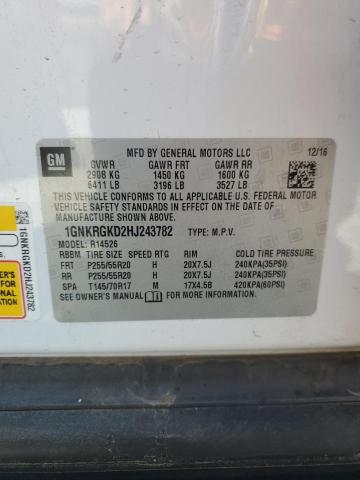 GM
MFD BY GENERAL MOTORS LLC
12/16
GVWR GAWR FRT GAWR RR
2908 KG 1450 KG 1600 KG
6411 LB 3196 LB 3527 LB
THIS VEHICLE CONFORMS TO ALL APPLICABLE U.S. FEDERAL MOTOR
VEHICLE SAFETY STANDARDS IN EFFECT ON THE DATE OF
MANUFACTURE SHOWN ABOVE.
1GNKRGKD2HJ243782 TYPE: M.P.V.
MODEL: R14526
RBBM TIRE SIZE SPEED RTG RIM COLD TIRE PRESSURE
FRT P255/55R20 H 20X7.5J 240KPA(35PSI)
RR P255/55R20 H 20X7.5J 240KPA(35PSI)
SPA T145/70R17 M 17X4.5B 420KPA(60PSI)
SEE OWNER'S MANUAL FOR MORE INFORMATION.
1GNKRGKD2HJ243782
ER'S
ONAL
ON.